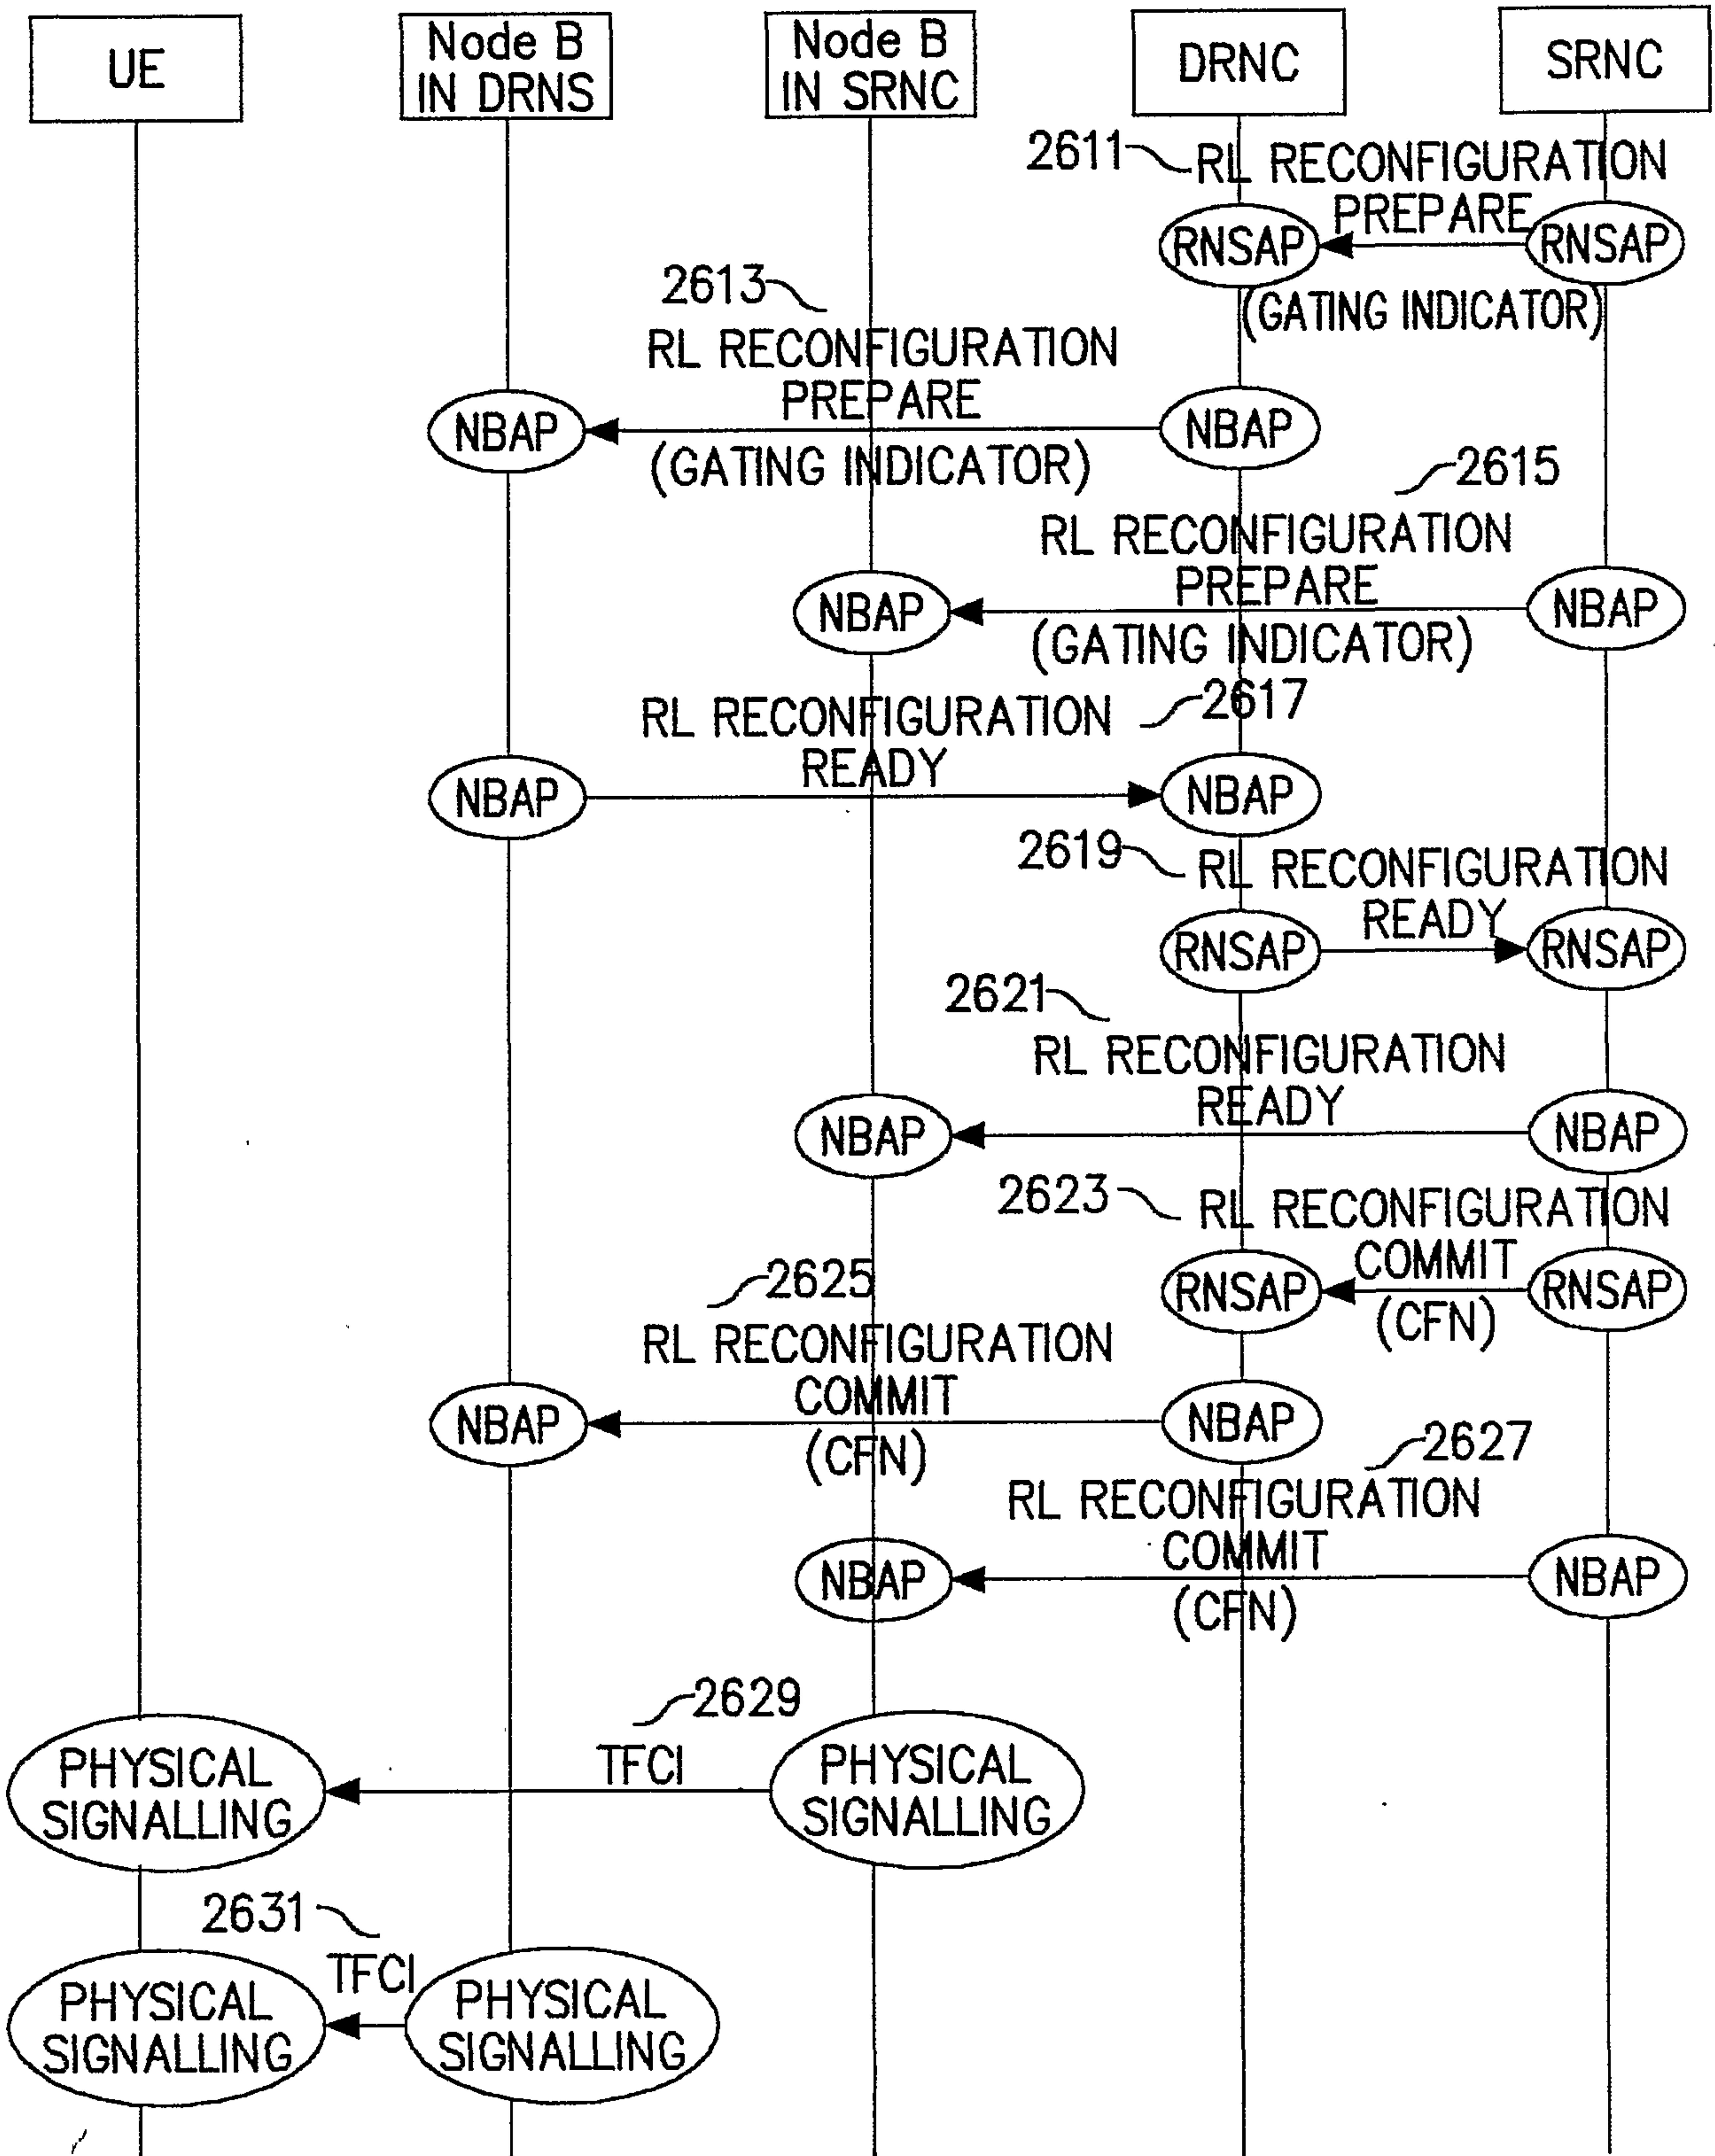 UE
Node B
IN DRNS
Node B
IN SRNC
DRNC
SRNC
2611
RL RECONFIGURATION
PREPARE
RNSAP
RNSAP
(GATING INDICATOR)
2613
RL RECONFIGURATION
PREPARE
NBAP
NBAP
(GATING INDICATOR)
2615
RL RECONFIGURATION
PREPARE
NBAP
NBAP
(GATING INDICATOR)
2617
RL RECONFIGURATION
READY
NBAP
NBAP
2619
RL RECONFIGURATION
READY
RNSAP
RNSAP
2621
RL RECONFIGURATION
READY
NBAP
NBAP
2623
RL RECONFIGURATION
COMMIT
RNSAP
RNSAP
(CFN)
2625
RL RECONFIGURATION
COMMIT
NBAP
NBAP
(CFN)
2627
RL RECONFIGURATION
COMMIT
NBAP
NBAP
(CFN)
2629
TFCI
PHYSICAL
SIGNALLING
PHYSICAL
SIGNALLING
2631
TFCI
PHYSICAL
SIGNALLING
PHYSICAL
SIGNALLING